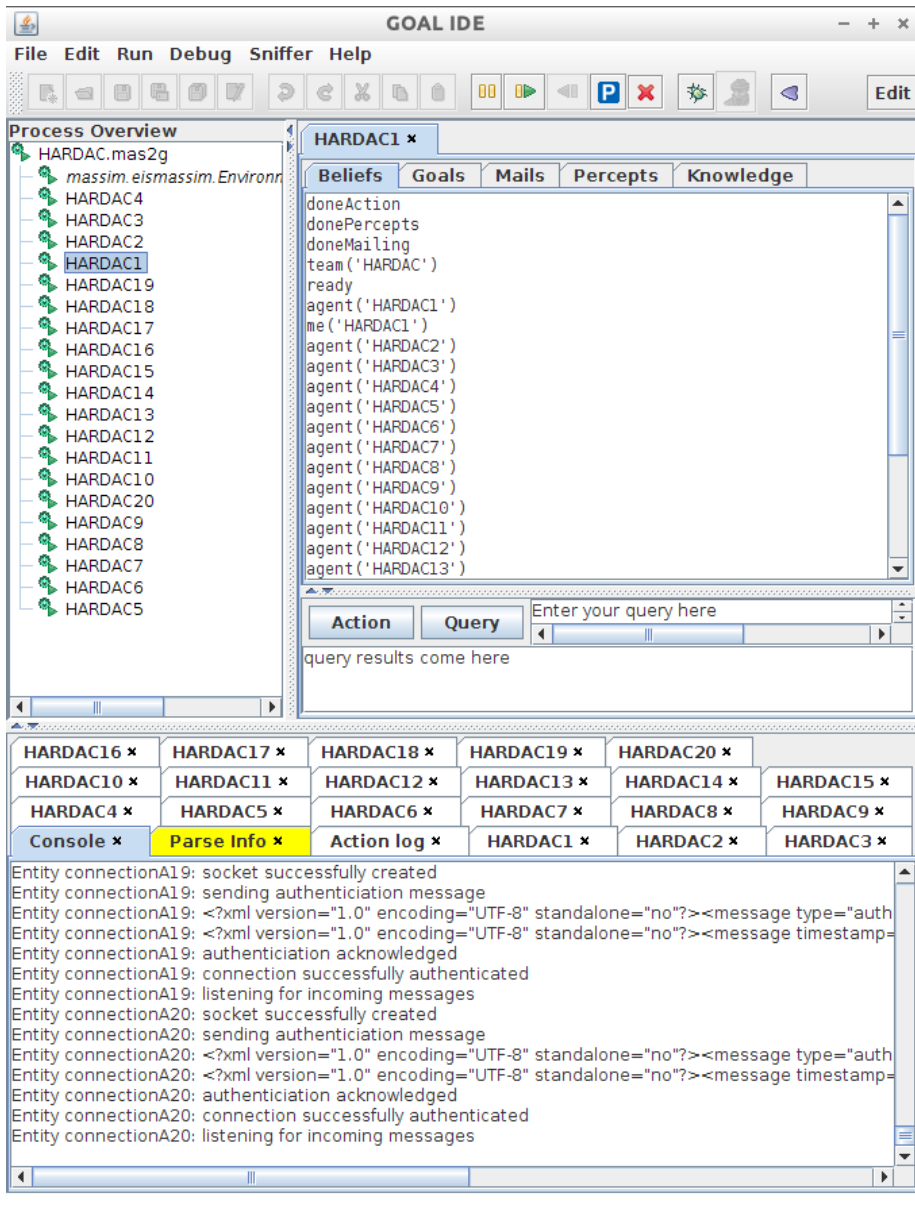 GOAL IDE
File Edit Run Debug Sniffer Help
P Edit
Process Overview
HARDAC.mas2g
massim.eismassim.Environr
HARDAC4
HARDAC3
HARDAC2
HARDAC1
HARDAC19
HARDAC18
HARDAC17
HARDAC16
HARDAC15
HARDAC14
HARDAC13
HARDAC12
HARDAC11
HARDAC10
HARDAC20
HARDAC9
HARDAC8
HARDAC7
HARDAC6
HARDAC5
HARDAC1
Beliefs Goals Mails Percepts Knowledge
doneAction
donePercepts
doneMailing
team('HARDAC')
ready
agent('HARDAC1')
me('HARDAC1')
agent('HARDAC2')
agent('HARDAC3')
agent('HARDAC4')
agent('HARDAC5')
agent('HARDAC6')
agent('HARDAC7')
agent('HARDAC8')
agent('HARDAC9')
agent('HARDAC10')
agent('HARDAC11')
agent('HARDAC12')
agent('HARDAC13')
Action Query Enter your query here
query results come here
HARDAC16 HARDAC17 HARDAC18 HARDAC19 HARDAC20
HARDAC10 HARDAC11 HARDAC12 HARDAC13 HARDAC14 HARDAC15
HARDAC4 HARDAC5 HARDAC6 HARDAC7 HARDAC8 HARDAC9
Console Parse Info Action log HARDAC1 HARDAC2 HARDAC3
Entity connectionA19: socket successfully created
Entity connectionA19: sending authenticiation message
Entity connectionA19: <?xml version="1.0" encoding="UTF-8" standalone="no"?><message type="auth
Entity connectionA19: <?xml version="1.0" encoding="UTF-8" standalone="no"?><message timestamp=
Entity connectionA19: authenticiation acknowledged
Entity connectionA19: connection successfully authenticated
Entity connectionA19: listening for incoming messages
Entity connectionA20: socket successfully created
Entity connectionA20: sending authenticiation message
Entity connectionA20: <?xml version="1.0" encoding="UTF-8" standalone="no"?><message type="auth
Entity connectionA20: <?xml version="1.0" encoding="UTF-8" standalone="no"?><message timestamp=
Entity connectionA20: authenticiation acknowledged
Entity connectionA20: connection successfully authenticated
Entity connectionA20: listening for incoming messages